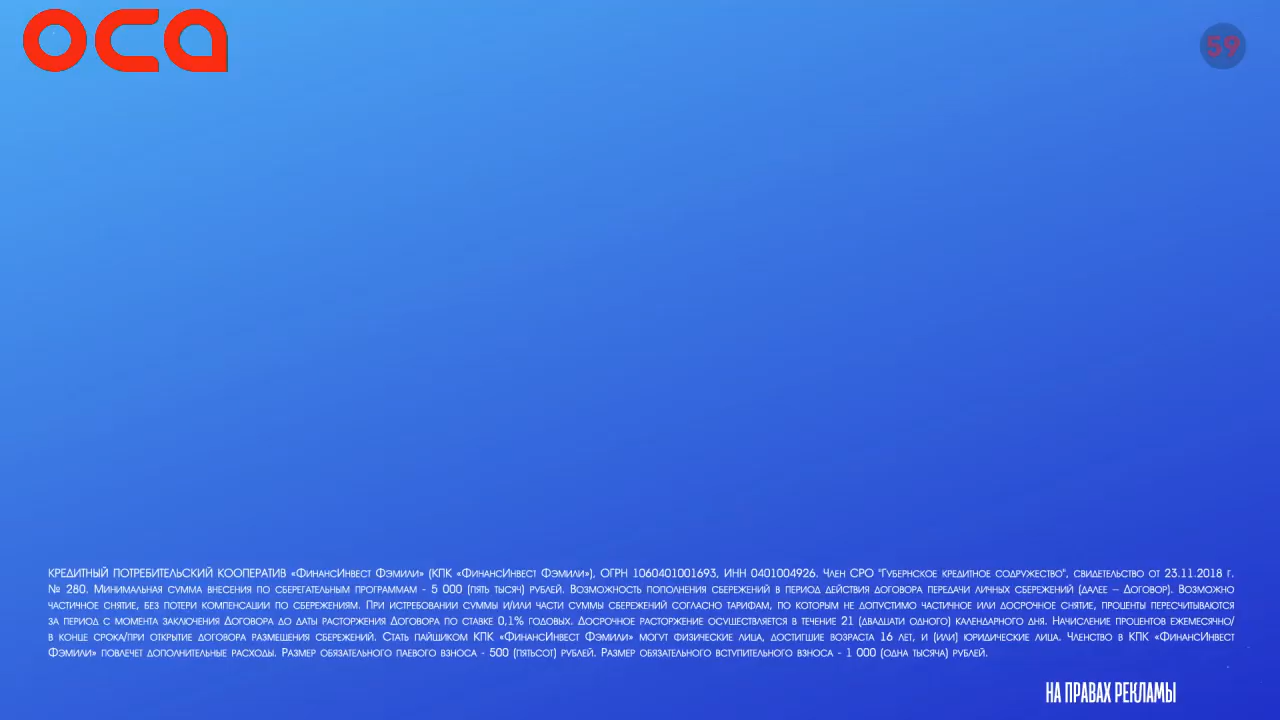 оса
59
КРЕДИТНЫЙ ПОТРЕБИТЕЛЬСКИЙ КООПЕРАТИВ «ФинансИнвест Фэмили» (КПК «ФинансИнвест Фэмили»), ОГРН 1060401001693, ИНН 0401004926. Член СРО "Губернское кредитное содружество", свидетельство от 23.11.2018 г.
№ 280. Минимальная сумма внесения по сберегательным программам - 5 000 (пять тысяч) рублей. Возможность пополнения сбережений в период действия договора передачи личных сбережений (далее – Договор). Возможно
частичное снятие, без потери компенсации по сбережениям. При истребовании суммы и/или части суммы сбережений согласно тарифам, по которым не допустимо частичное или досрочное снятие, проценты пересчитываются
за период с момента заключения Договора до даты расторжения Договора по ставке 0,1% годовых. Досрочное расторжение осуществляется в течение 21 (двадцати одного) календарного дня. Начисление процентов ежемесячно/
в конце срока/при открытие договора размещения сбережений. Стать пайщиком КПК «ФинансИнвест Фэмили» могут физические лица, достигшие возраста 16 лет, и (или) юридические лица. Членство в КПК «ФинансИнвест
Фэмили» повлечет дополнительные расходы. Размер обязательного паевого взноса - 500 (пятьсот) рублей. Размер обязательного вступительного взноса - 1 000 (одна тысяча) рублей.
НА ПРАВАХ РЕКЛАМЫ